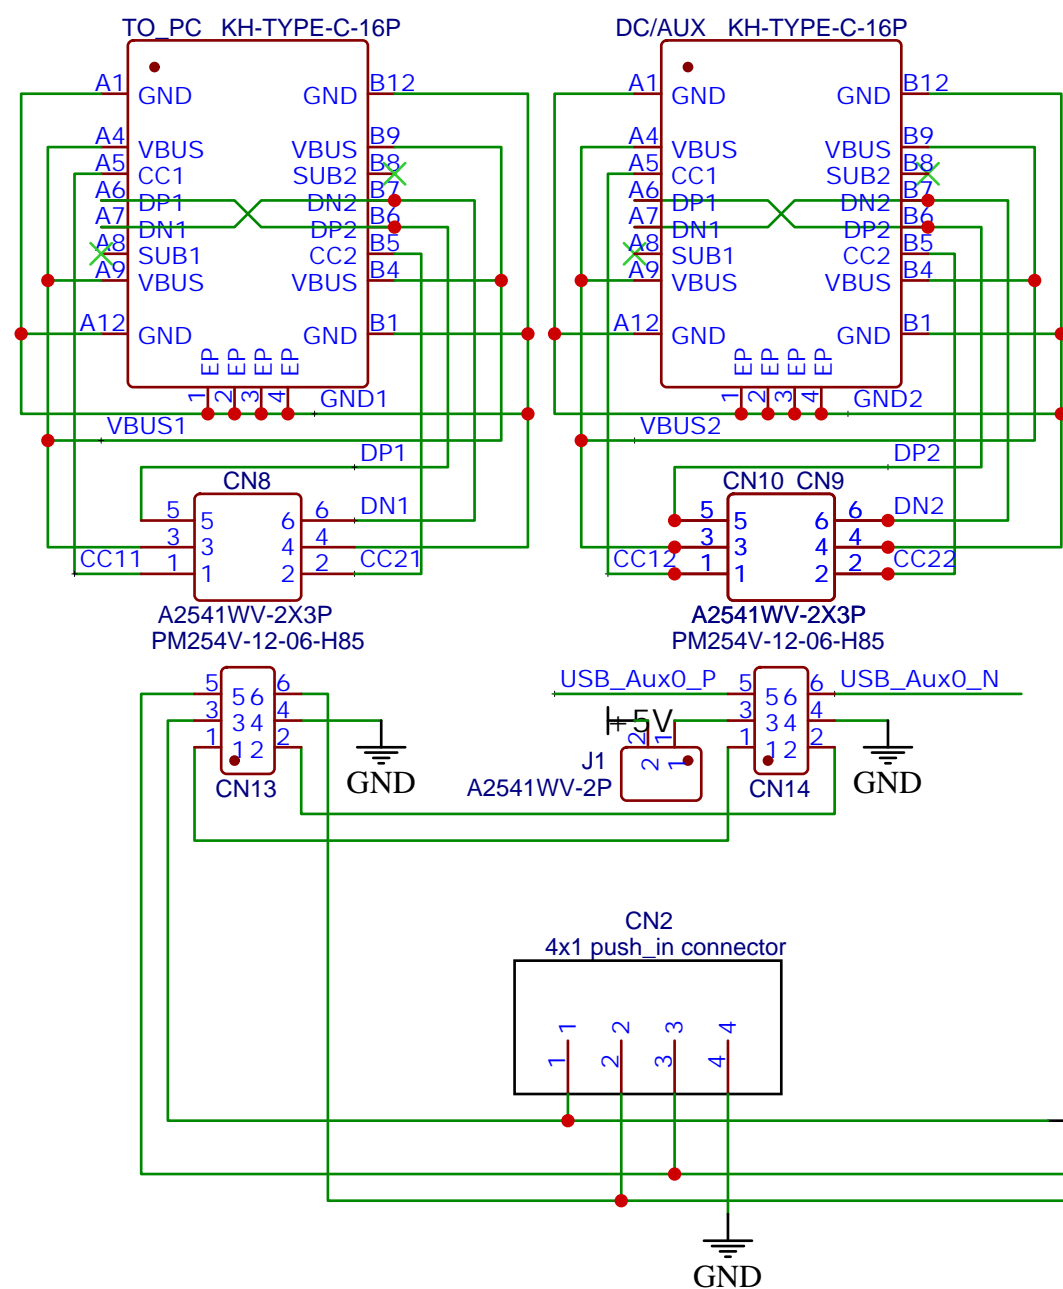 TO_PC KH-TYPE-C-16P
DC/AUX KH-TYPE-C-16P
A1 GND GND B12
A4 VBUS VBUS B9
A5 CC1 SUB2 B8
A6 DP1 DN2 B7
A7 DN1 DP2 B6
A8 SUB1 CC2 B5
A9 VBUS VBUS B4
A12 GND GND B1
EP EP EP EP
1 2 3 4
GND1
VBUS1
DP1
A1 GND GND B12
A4 VBUS VBUS B9
A5 CC1 SUB2 B8
A6 DP1 DN2 B7
A7 DN1 DP2 B6
A8 SUB1 CC2 B5
A9 VBUS VBUS B4
A12 GND GND B1
EP EP EP EP
1 2 3 4
GND2
VBUS2
DP2
CN8
5 5 6 6 DN1
3 3 4 4
CC11 1 1 2 2 CC21
A2541WV-2X3P
PM254V-12-06-H85
CN10 CN9
5 5 6 6 DN2
3 3 4 4
CC12 1 1 2 2 CC22
A2541WV-2X3P
PM254V-12-06-H85
5 5 6 6
3 3 4 4
1 1 2 2
CN13
GND
USB_Aux0_P 5 5 6 6 USB_Aux0_N
3 3 4 4
1 1 2 2
CN14
GND
+5V
2 1
2 1
J1
A2541WV-2P
CN2
4x1 push_in connector
1 2 3 4
1 2 3 4
GND